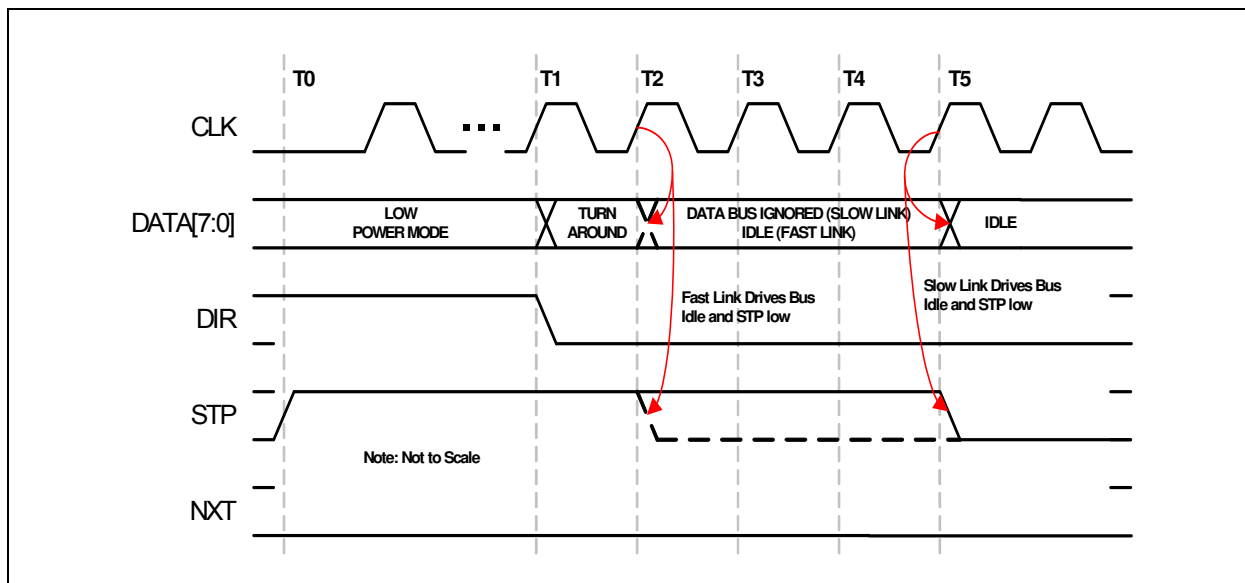 T0
T1
T2
T3
T4
T5
CLK
DATA[7:0]
LOW
POWER MODE
TURN
AROUND
DATA BUS IGNORED (SLOW LINK)
IDLE (FAST LINK)
IDLE
DIR
Fast Link Drives Bus
Idle and STP low
Slow Link Drives Bus
Idle and STP low
STP
Note: Not to Scale
NXT